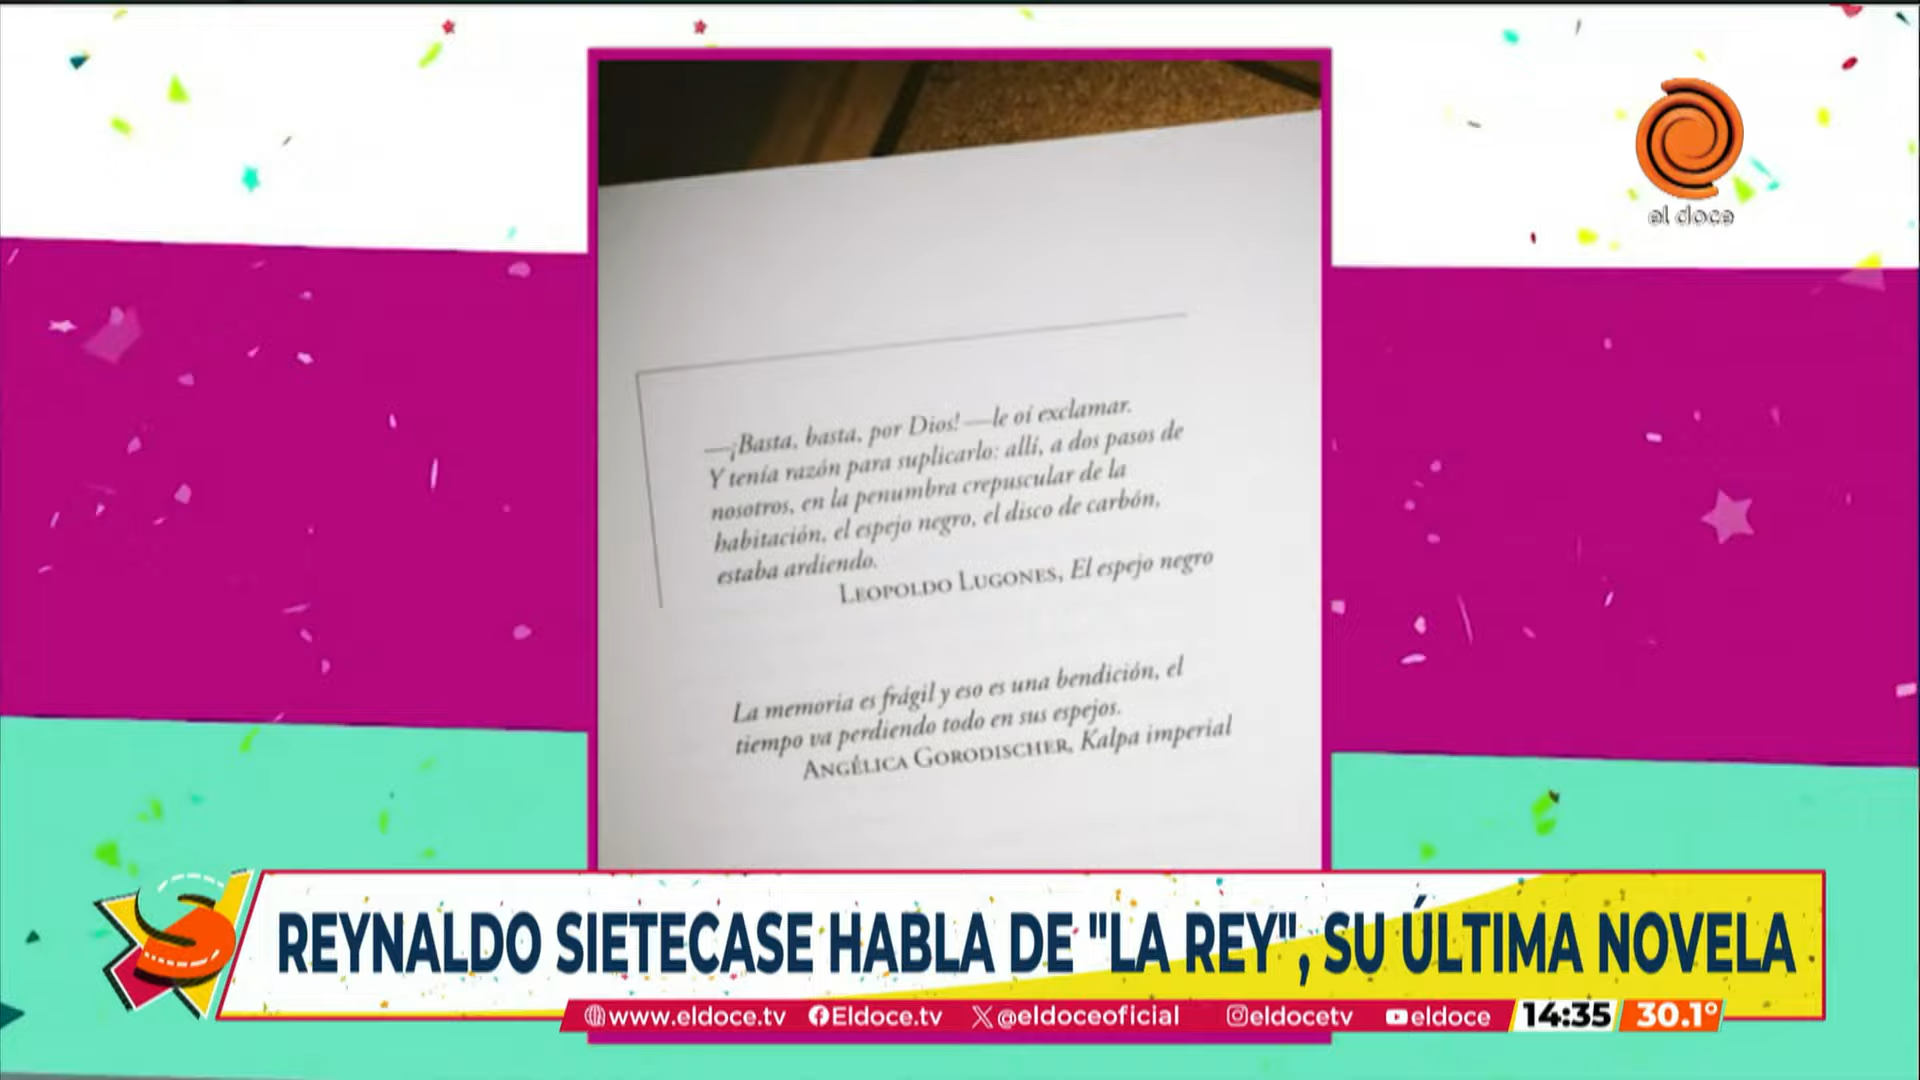 el doce
—¡Basta, basta, por Dios! —le oí exclamar.
Y tenía razón para suplicarlo: allí, a dos pasos de
nosotros, en la penumbra crepuscular de la
habitación, el espejo negro, el disco de carbón,
estaba ardiendo.
LEOPOLDO LUGONES, El espejo negro
La memoria es frágil y eso es una bendición, el
tiempo va perdiendo todo en sus espejos.
ANGÉLICA GORODISCHER, Kalpa imperial
REYNALDO SIETECASE HABLA DE "LA REY", SU ÚLTIMA NOVELA
www.eldoce.tv Eldoce.tv @eldoceoficial eldocetv eldoce 14:35 30.1°